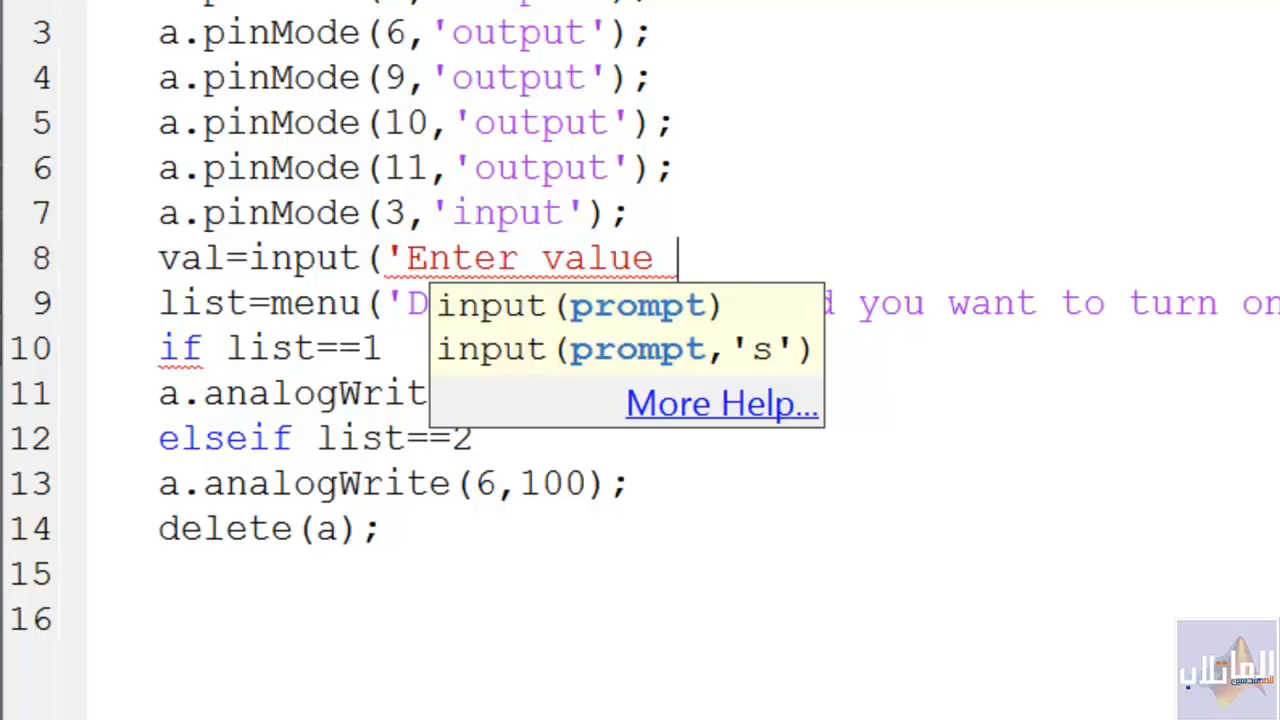 3 a.pinMode(6,'output');
4 a.pinMode(9,'output');
5 a.pinMode(10,'output');
6 a.pinMode(11,'output');
7 a.pinMode(3,'input');
8 val=input('Enter value
input(prompt)
input(prompt,'s')
More Help...
9 list=menu('D d you want to turn on
10 if list==1
11 a.analogWrit
12 elseif list==2
13 a.analogWrite(6,100);
14 delete(a);
15
16
الماتلاب
للمهندسين